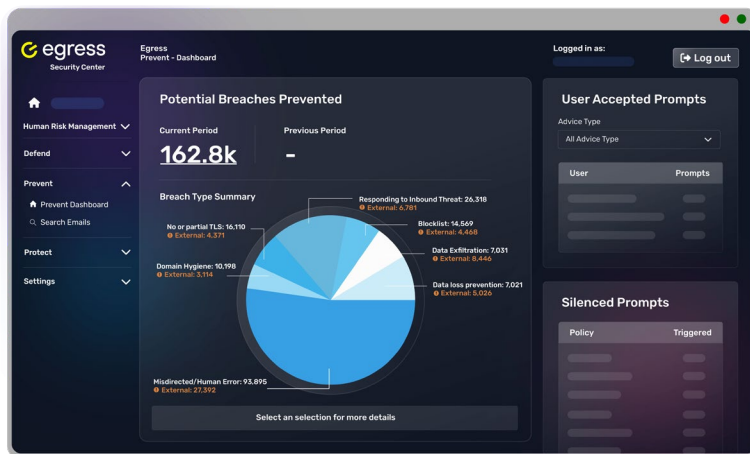 egress
Security Center
Egress
Prevent - Dashboard
Logged in as:
Log out
Human Risk Management
Defend
Prevent
Prevent Dashboard
Search Emails
Protect
Settings
Potential Breaches Prevented
Current Period
Previous Period
162.8k
-
Breach Type Summary
Responding to Inbound Threat: 26,318
External: 6.781
No or partial TLS: 16,110
External: 4.371
Blocklist: 14,569
External: 4,468
Data Exfiltration: 7,031
External: 8,446
Domain Hygiene: 10,198
External: 3,114
Data loss prevention: 7,021
External: 5,026
Misdirected/Human Error: 93,895
External: 27,392
Select an selection for more details
User Accepted Prompts
Advice Type
All Advice Type
User Prompts
Silenced Prompts
Policy Triggered